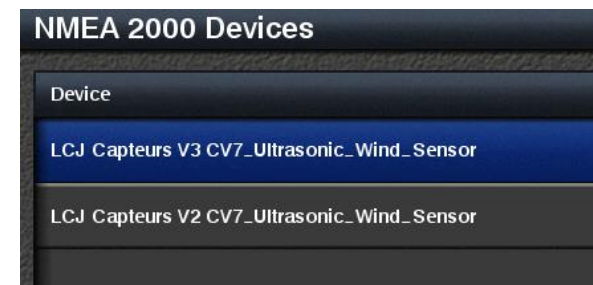 NMEA 2000 Devices
Device
LCJ Capteurs V3 CV7_Ultrasonic_Wind_Sensor
LCJ Capteurs V2 CV7_Ultrasonic_Wind_Sensor